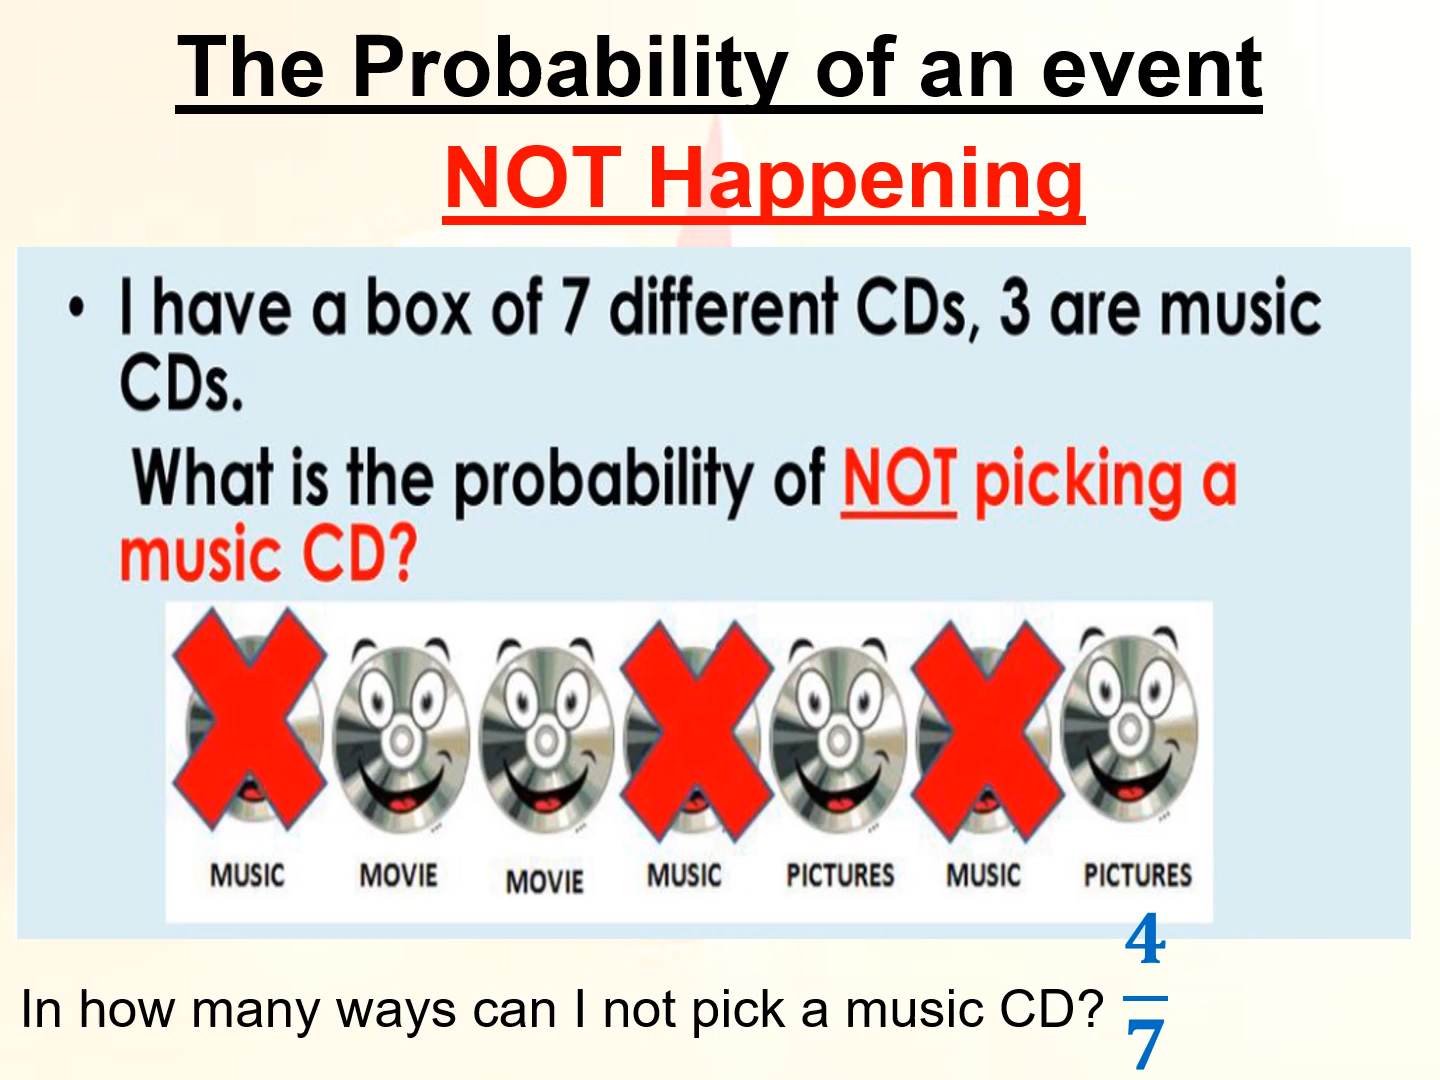 The Probability of an event
NOT Happening
• I have a box of 7 different CDs, 3 are music
CDs.
What is the probability of NOT picking a
music CD?
MUSIC MOVIE MOVIE MUSIC PICTURES MUSIC PICTURES
In how many ways can I not pick a music CD? 4/7